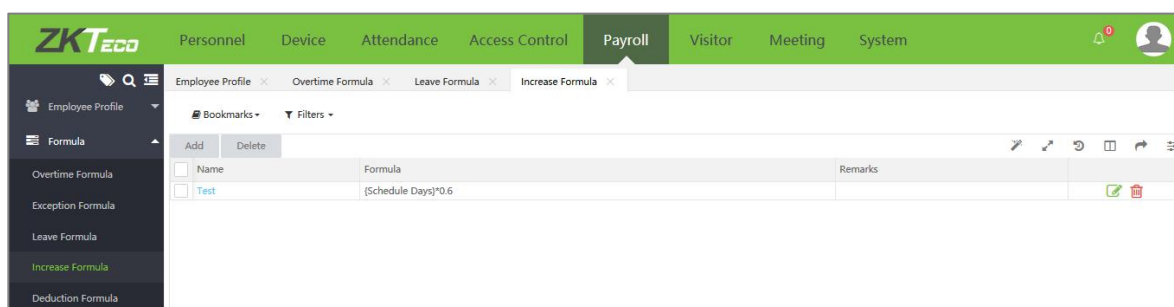 ZKTECO Personnel Device Attendance Access Control Payroll Visitor Meeting System 0
Employee Profile Overtime Formula Leave Formula Increase Formula
Employee Profile
Bookmarks Filters
Formula
Add Delete
Name Formula Remarks
Overtime Formula
Test {Schedule Days}*0.6
Exception Formula
Leave Formula
Increase Formula
Deduction Formula